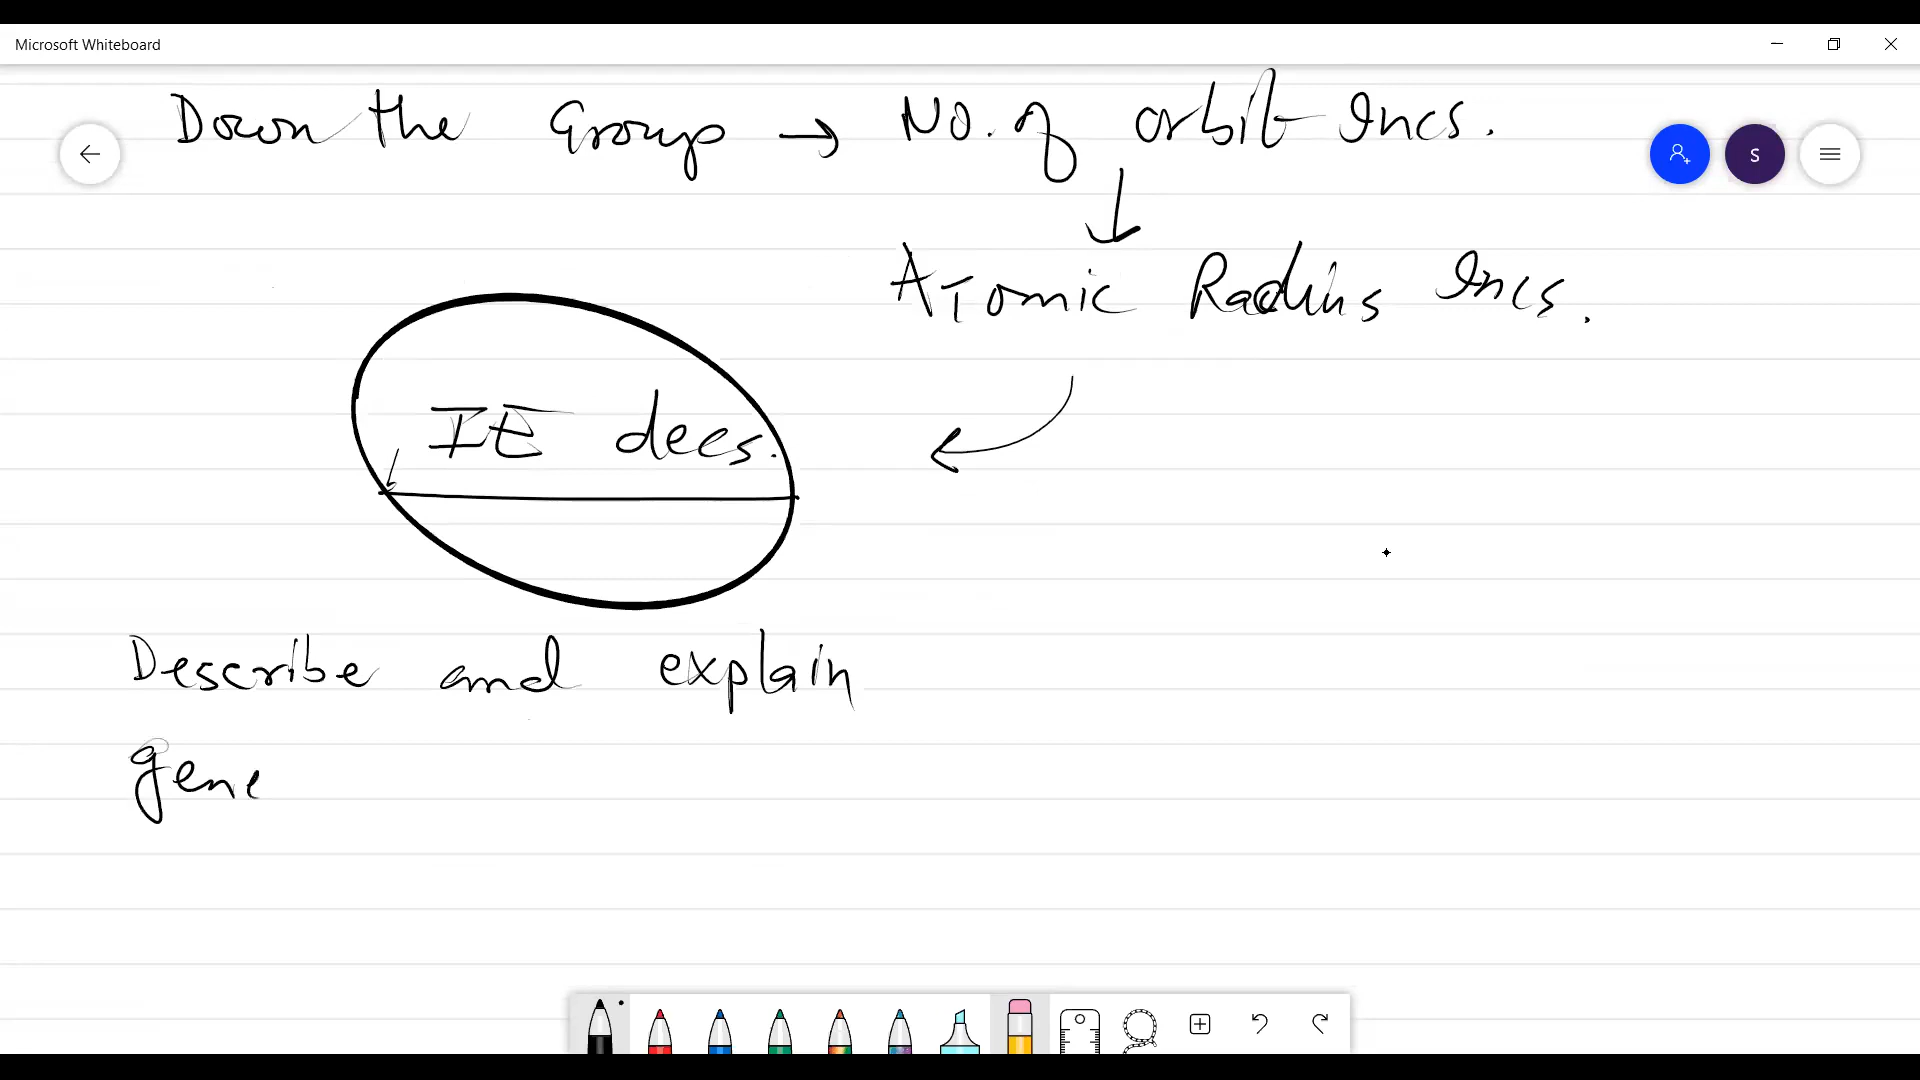 Microsoft Whiteboard
Down the Group → No. of orbit Incs.
S
↓
Atomic Radius Incs.
IE decs.
Describe and explain
gene